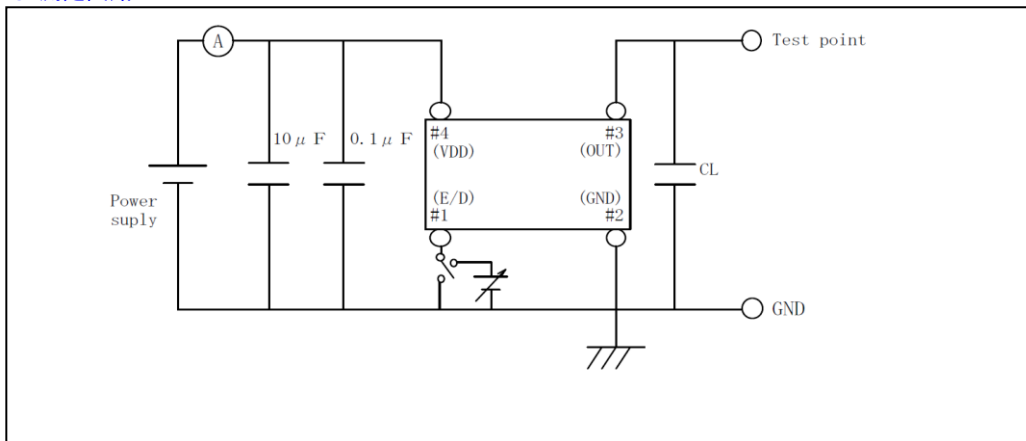 A
Test point
10μF
0.1μF
#4
(VDD)
#3
(OUT)
CL
(E/D)
#1
(GND)
#2
Power
suply
GND